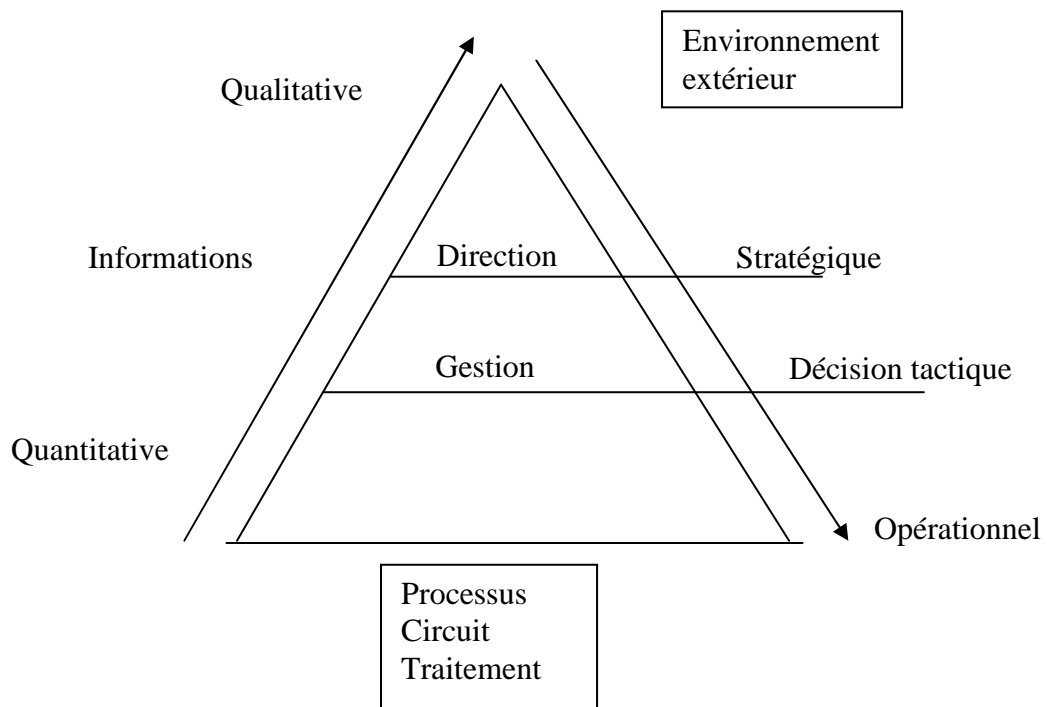 Environnement
extérieur
Qualitative
Informations
Direction
Stratégique
Gestion
Décision tactique
Quantitative
Opérationnel
Processus
Circuit
Traitement